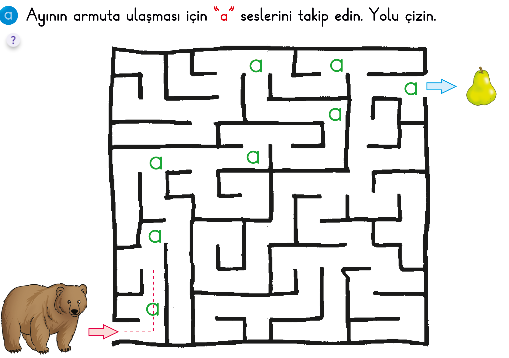 a Ayının armuta ulaşması için "a" seslerini takip edin. Yolu çizin.
?
a a
a
a
a a
a
a